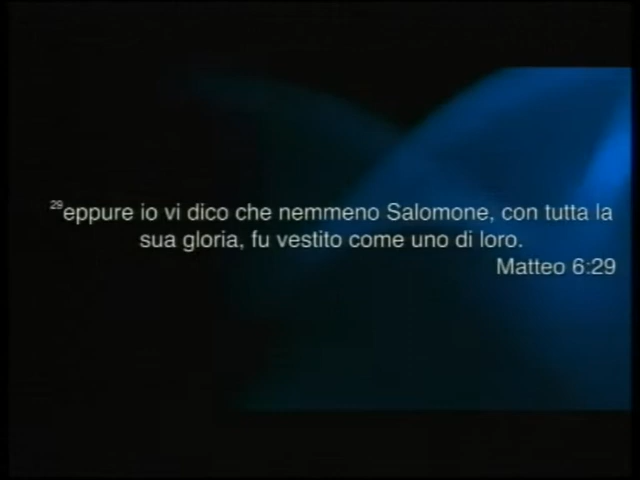 29eppure io vi dico che nemmeno Salomone, con tutta la
sua gloria, fu vestito come uno di loro.
Matteo 6:29